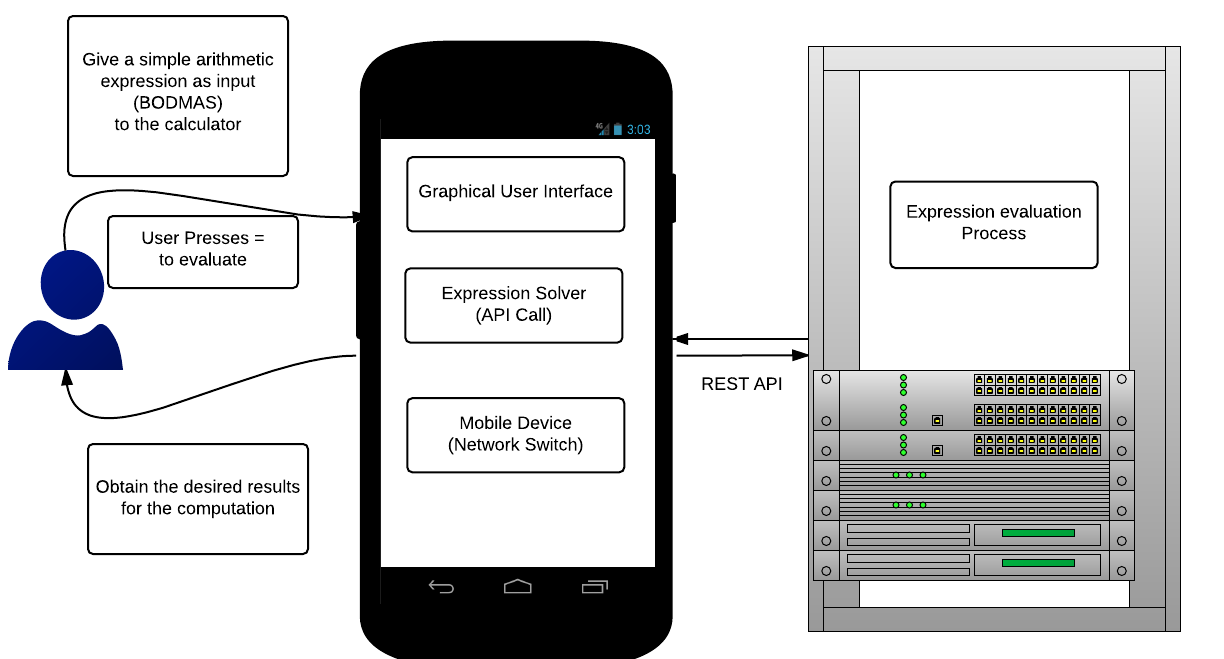 Give a simple arithmetic
expression as input
(BODMAS)
to the calculator
User Presses =
to evaluate
Obtain the desired results
for the computation
4G 3:03
Graphical User Interface
Expression Solver
(API Call)
Mobile Device
(Network Switch)
REST API
Expression evaluation
Process